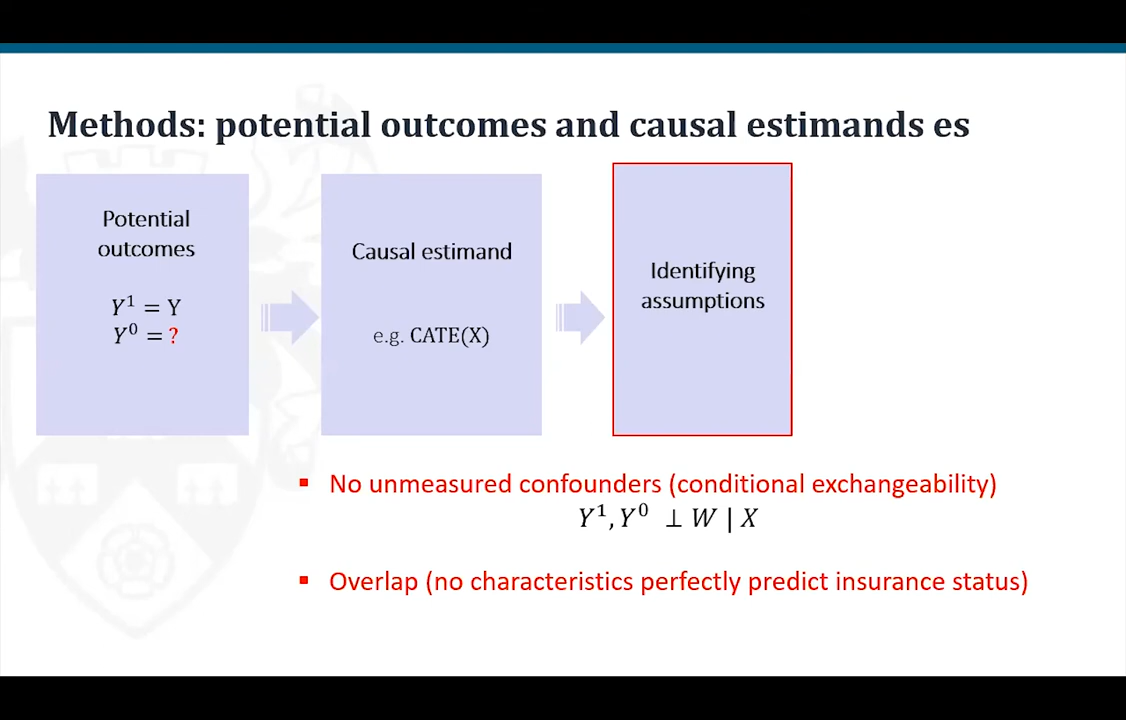 Methods: potential outcomes and causal estimands es
Potential
outcomes
Y¹ = Y
Y⁰ = ?
Causal estimand
e.g. CATE(X)
Identifying
assumptions
▪ No unmeasured confounders (conditional exchangeability)
Y¹, Y⁰ ⊥ W | X
▪ Overlap (no characteristics perfectly predict insurance status)